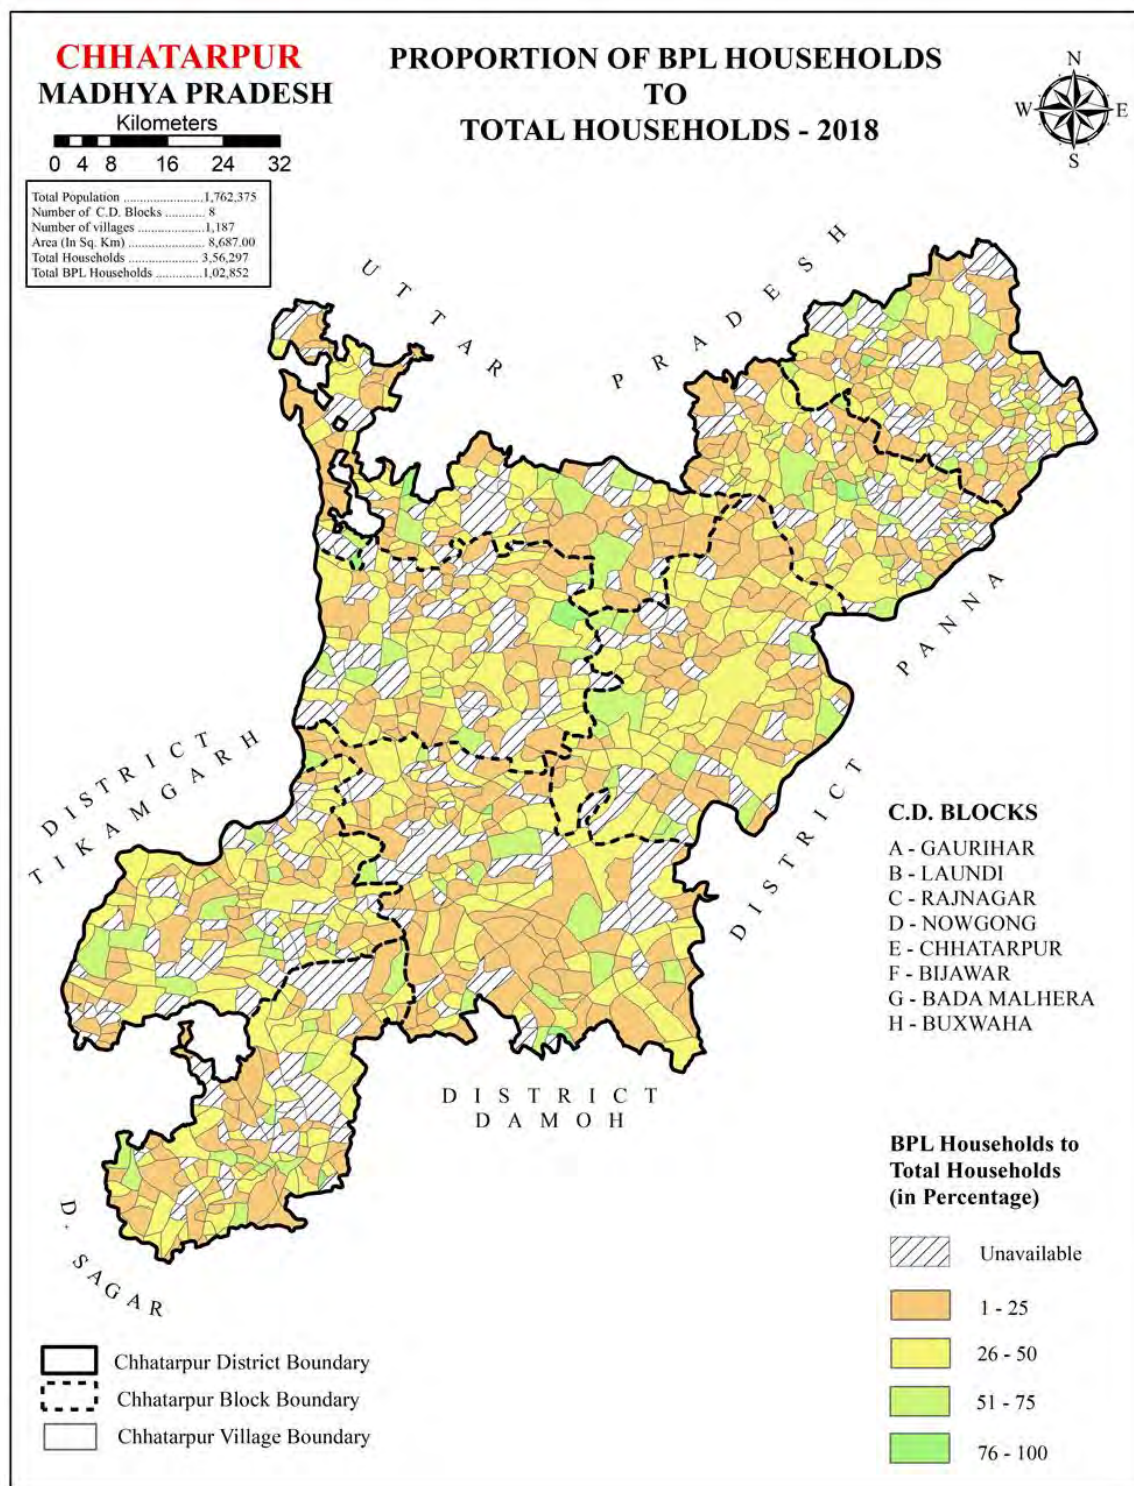 CHHATARPUR
MADHYA PRADESH
Kilometers
0 4 8 16 24 32
PROPORTION OF BPL HOUSEHOLDS
TO
TOTAL HOUSEHOLDS - 2018
N
W E
S
Total Population ........................1,762,375
Number of C.D. Blocks ............ 8
Number of villages ....................1,187
Area (In Sq. Km) ....................... 8,687.00
Total Households ..................... 3,56,297
Total BPL Households ..............1,02,852
UTTAR PRADESH
DISTRICT
TIKAMGARH
DISTRICT PANNA
DISTRICT
DAMOH
D. SAGAR
C.D. BLOCKS
A - GAURIHAR
B - LAUNDI
C - RAJNAGAR
D - NOWGONG
E - CHHATARPUR
F - BIJAWAR
G - BADA MALHERA
H - BUXWAHA
BPL Households to
Total Households
(in Percentage)
Unavailable
1 - 25
26 - 50
51 - 75
76 - 100
Chhatarpur District Boundary
Chhatarpur Block Boundary
Chhatarpur Village Boundary